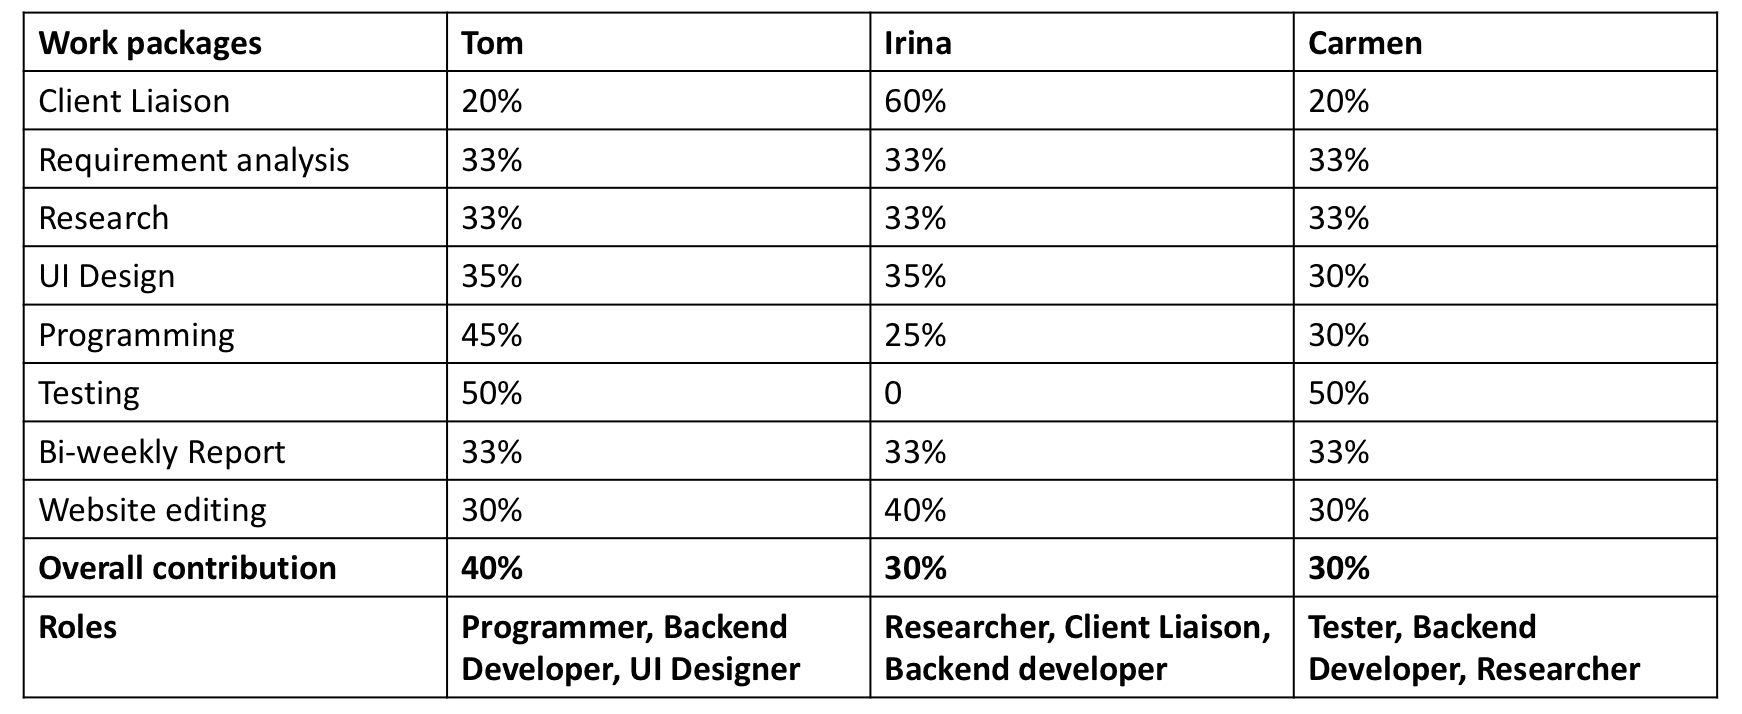 Work packages Tom Irina Carmen
Client Liaison 20% 60% 20%
Requirement analysis 33% 33% 33%
Research 33% 33% 33%
UI Design 35% 35% 30%
Programming 45% 25% 30%
Testing 50% 0 50%
Bi-weekly Report 33% 33% 33%
Website editing 30% 40% 30%
Overall contribution 40% 30% 30%
Roles Programmer, Backend Researcher, Client Liaison, Tester, Backend
Developer, UI Designer Backend developer Developer, Researcher